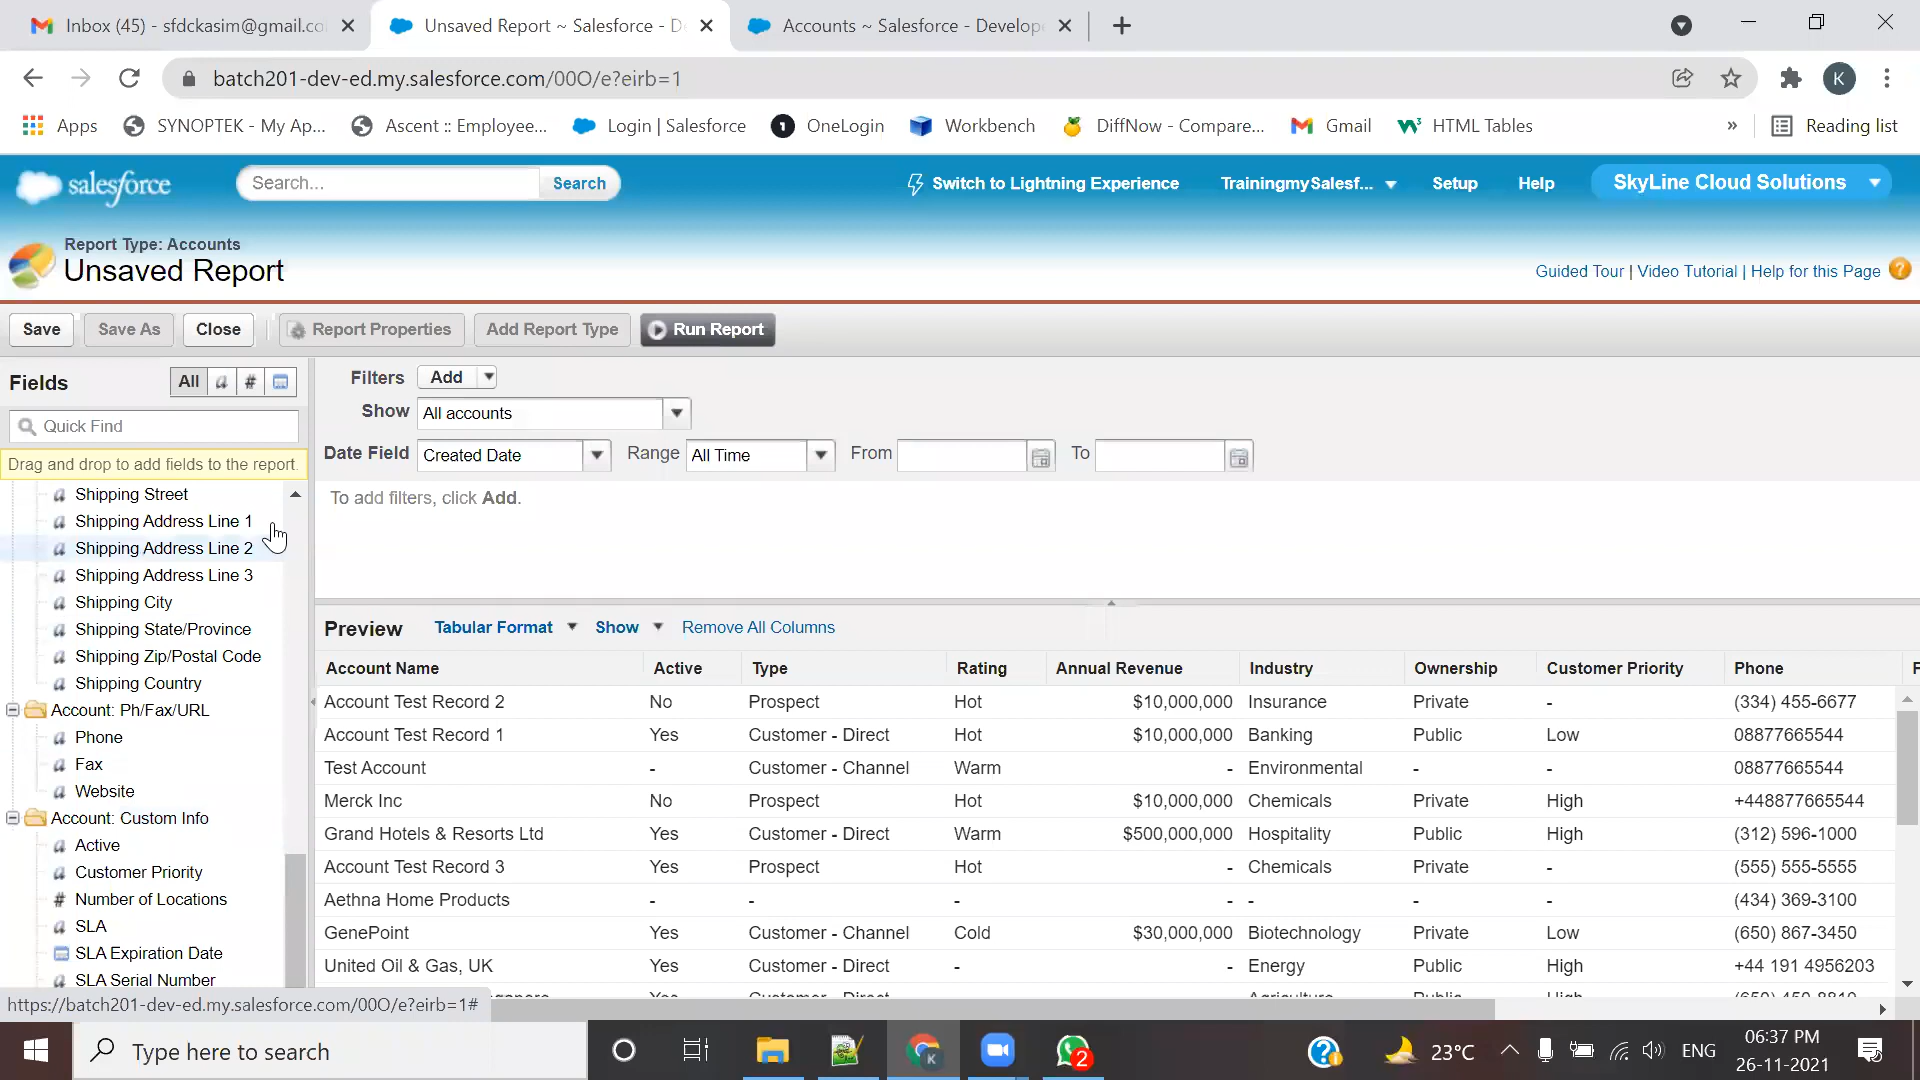 Inbox (45) - sfdckasim@gmail.co
Unsaved Report ~ Salesforce - D
Accounts ~ Salesforce - Develop
batch201-dev-ed.my.salesforce.com/00O/e?eirb=1
K
Apps
SYNOPTEK - My Ap...
Ascent :: Employee...
Login | Salesforce
OneLogin
Workbench
DiffNow - Compare...
Gmail
HTML Tables
»
Reading list
salesforce
Search...
Search
Switch to Lightning Experience
TrainingmySalesf...
Setup
Help
SkyLine Cloud Solutions
Report Type: Accounts
Unsaved Report
Guided Tour | Video Tutorial | Help for this Page ?
Save
Save As
Close
Report Properties
Add Report Type
Run Report
Fields
All
a
#
Quick Find
Drag and drop to add fields to the report.
a Shipping Street
a Shipping Address Line 1
a Shipping Address Line 2
a Shipping Address Line 3
a Shipping City
a Shipping State/Province
a Shipping Zip/Postal Code
a Shipping Country
Account: Ph/Fax/URL
a Phone
a Fax
a Website
Account: Custom Info
a Active
a Customer Priority
# Number of Locations
a SLA
SLA Expiration Date
a SLA Serial Number
Filters Add
Show All accounts
Date Field Created Date Range All Time From To
To add filters, click Add.
Preview Tabular Format Show Remove All Columns
Account Name Active Type Rating Annual Revenue Industry Ownership Customer Priority Phone F
Account Test Record 2 No Prospect Hot $10,000,000 Insurance Private - (334) 455-6677
Account Test Record 1 Yes Customer - Direct Hot $10,000,000 Banking Public Low 08877665544
Test Account - Customer - Channel Warm - Environmental - - 08877665544
Merck Inc No Prospect Hot $10,000,000 Chemicals Private High +448877665544
Grand Hotels & Resorts Ltd Yes Customer - Direct Warm $500,000,000 Hospitality Public High (312) 596-1000
Account Test Record 3 Yes Prospect Hot - Chemicals Private - (555) 555-5555
Aethna Home Products - - - - - - - (434) 369-3100
GenePoint Yes Customer - Channel Cold $30,000,000 Biotechnology Private Low (650) 867-3450
United Oil & Gas, UK Yes Customer - Direct - - Energy Public High +44 191 4956203
https://batch201-dev-ed.my.salesforce.com/00O/e?eirb=1#
Type here to search
K
2
23°C
ENG
06:37 PM
26-11-2021